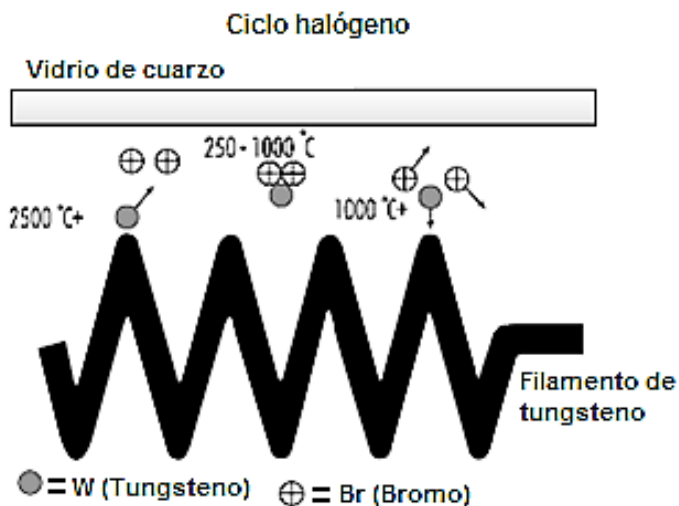 Ciclo halógeno
Vidrio de cuarzo
250-1000 °C
2500 °C+
1000 °C+
Filamento de
tungsteno
= W (Tungsteno)
= Br (Bromo)